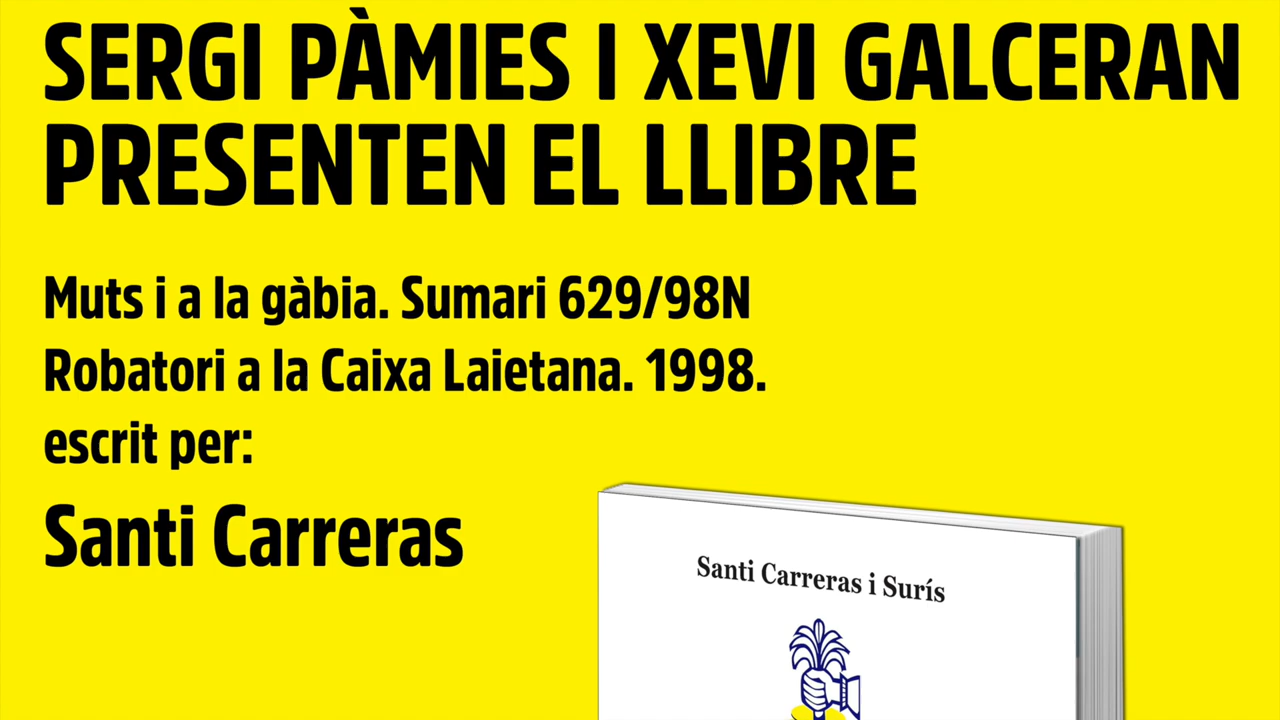 SERGI PÀMIES I XEVI GALCERAN
PRESENTEN EL LLIBRE
Muts i a la gàbia. Sumari 629/98N
Robatori a la Caixa Laietana. 1998.
escrit per:
Santi Carreras
Santi Carreras i Surís